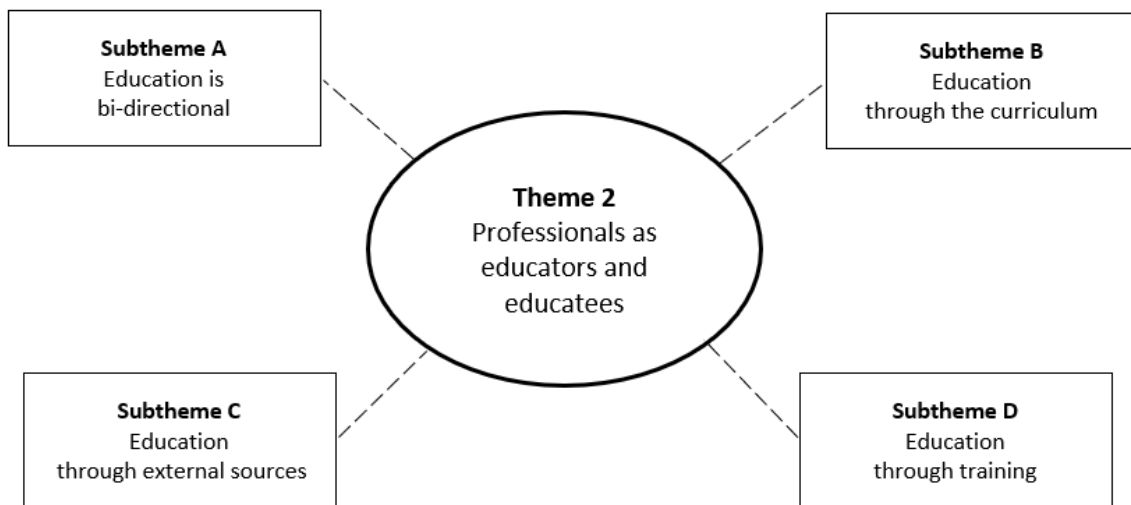 Subtheme A
Education is
bi-directional
Subtheme B
Education
through the curriculum
Theme 2
Professionals as
educators and
educatees
Subtheme C
Education
through external sources
Subtheme D
Education
through training